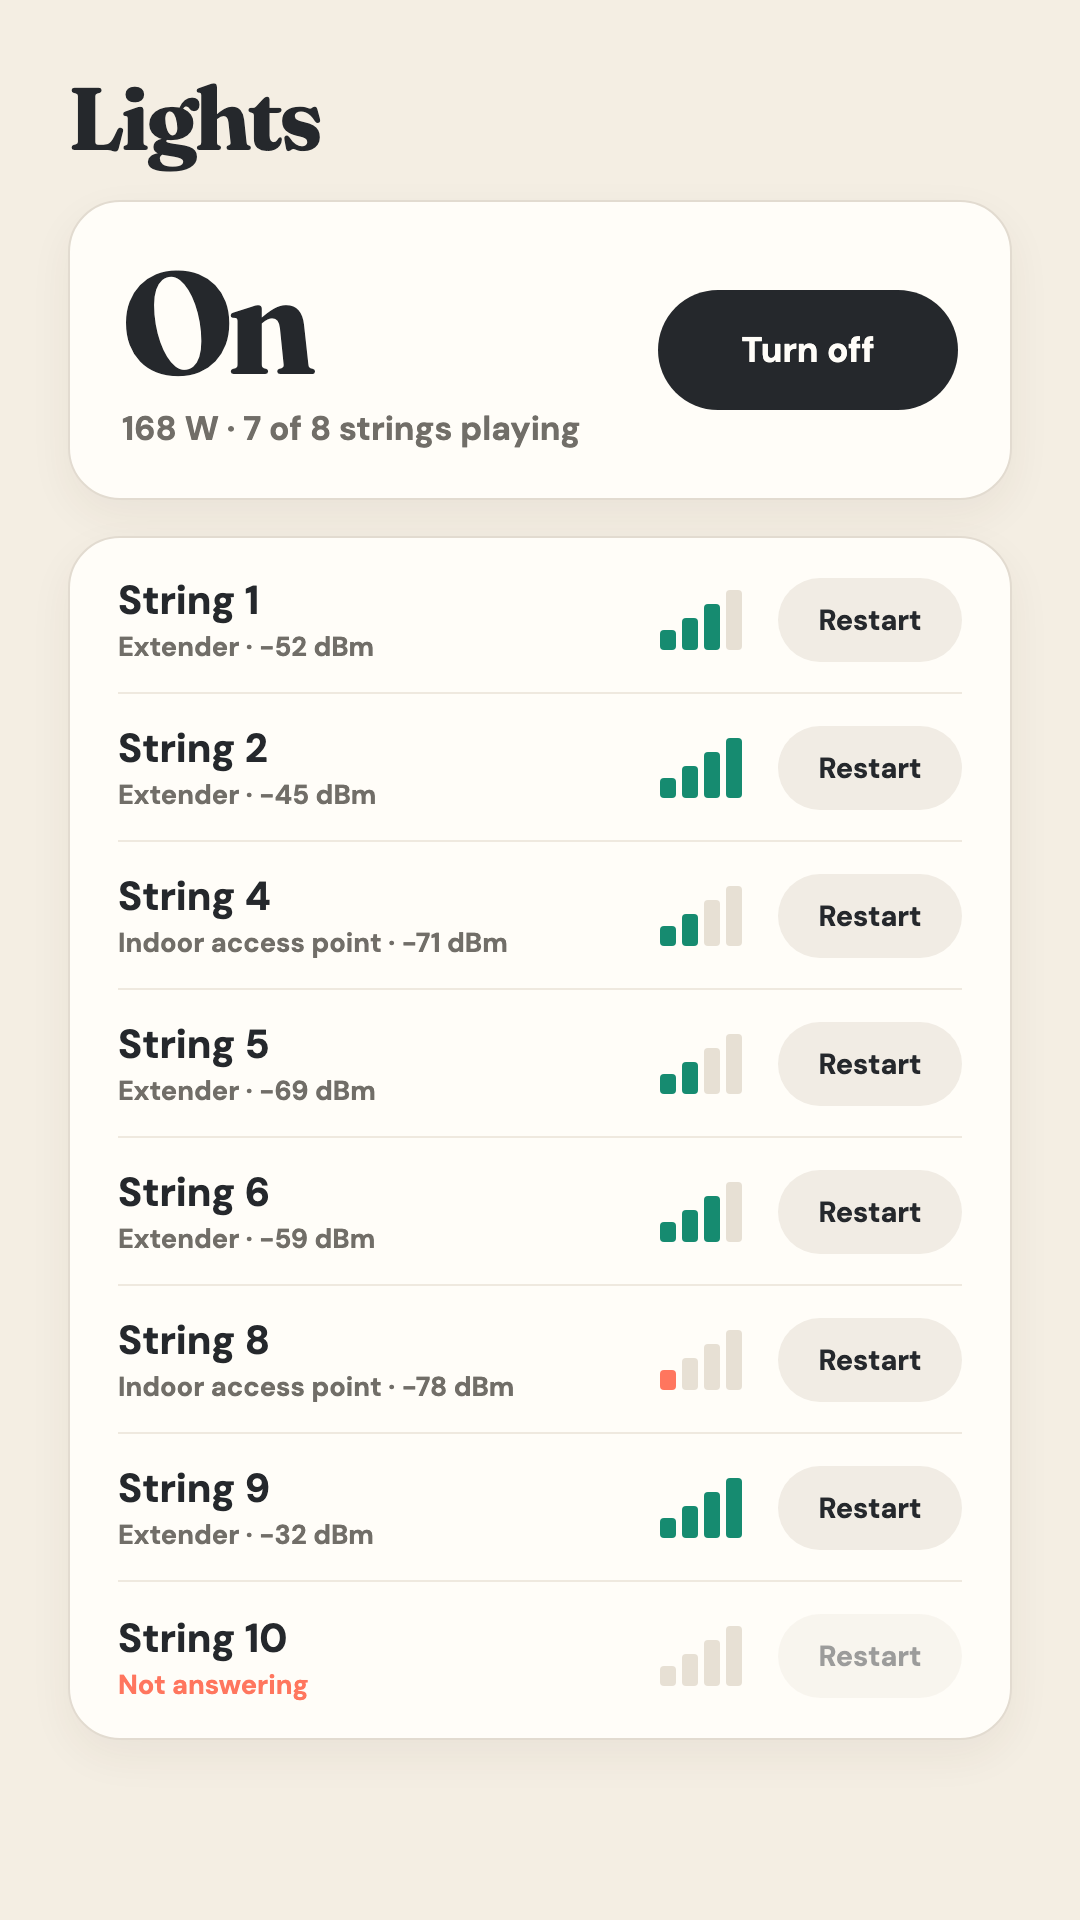 Lights
On
Turn off
168 W · 7 of 8 strings playing
String 1
Extender · −52 dBm
Restart
String 2
Extender · −45 dBm
Restart
String 4
Indoor access point · −71 dBm
Restart
String 5
Extender · −69 dBm
Restart
String 6
Extender · −59 dBm
Restart
String 8
Indoor access point · −78 dBm
Restart
String 9
Extender · −32 dBm
Restart
String 10
Not answering
Restart